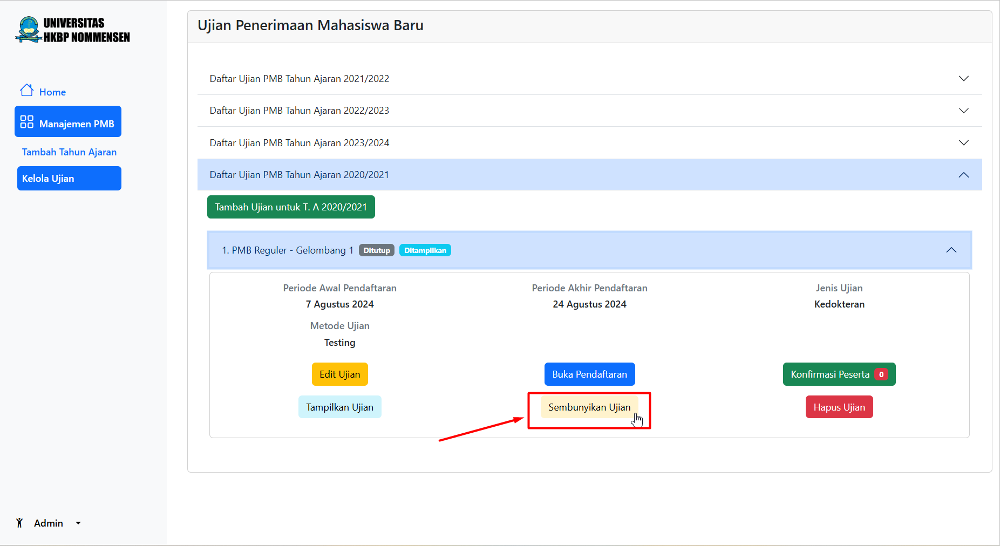 UNIVERSITAS
HKBP NOMMENSEN
Home
Manajemen PMB
Tambah Tahun Ajaran
Kelola Ujian
Admin
Ujian Penerimaan Mahasiswa Baru
Daftar Ujian PMB Tahun Ajaran 2021/2022
Daftar Ujian PMB Tahun Ajaran 2022/2023
Daftar Ujian PMB Tahun Ajaran 2023/2024
Daftar Ujian PMB Tahun Ajaran 2020/2021
Tambah Ujian untuk T. A 2020/2021
1. PMB Reguler - Gelombang 1 Ditutup Ditampilkan
Periode Awal Pendaftaran
7 Agustus 2024
Periode Akhir Pendaftaran
24 Agustus 2024
Jenis Ujian
Kedokteran
Metode Ujian
Testing
Edit Ujian
Buka Pendaftaran
Konfirmasi Peserta 0
Tampilkan Ujian
Sembunyikan Ujian
Hapus Ujian